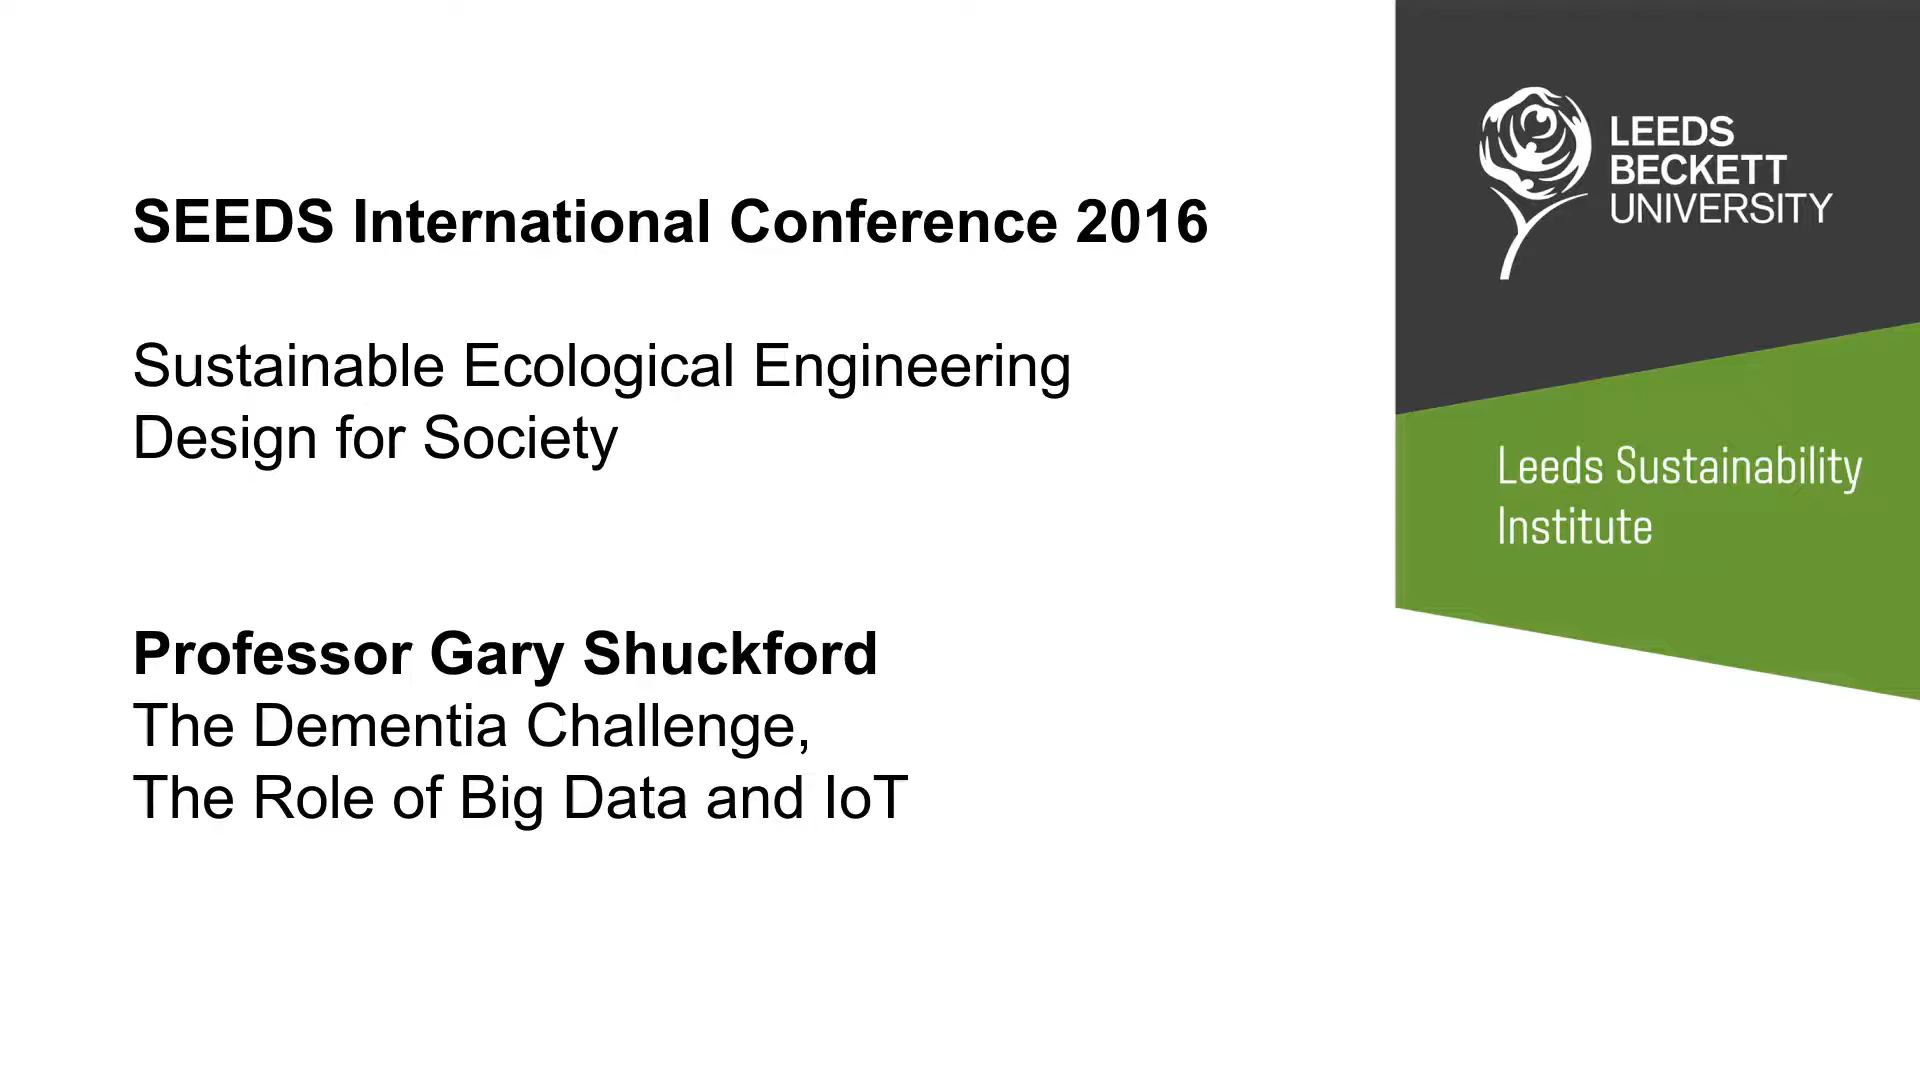 SEEDS International Conference 2016
Sustainable Ecological Engineering
Design for Society
Professor Gary Shuckford
The Dementia Challenge,
The Role of Big Data and IoT
LEEDS
BECKETT
UNIVERSITY
Leeds Sustainability
Institute